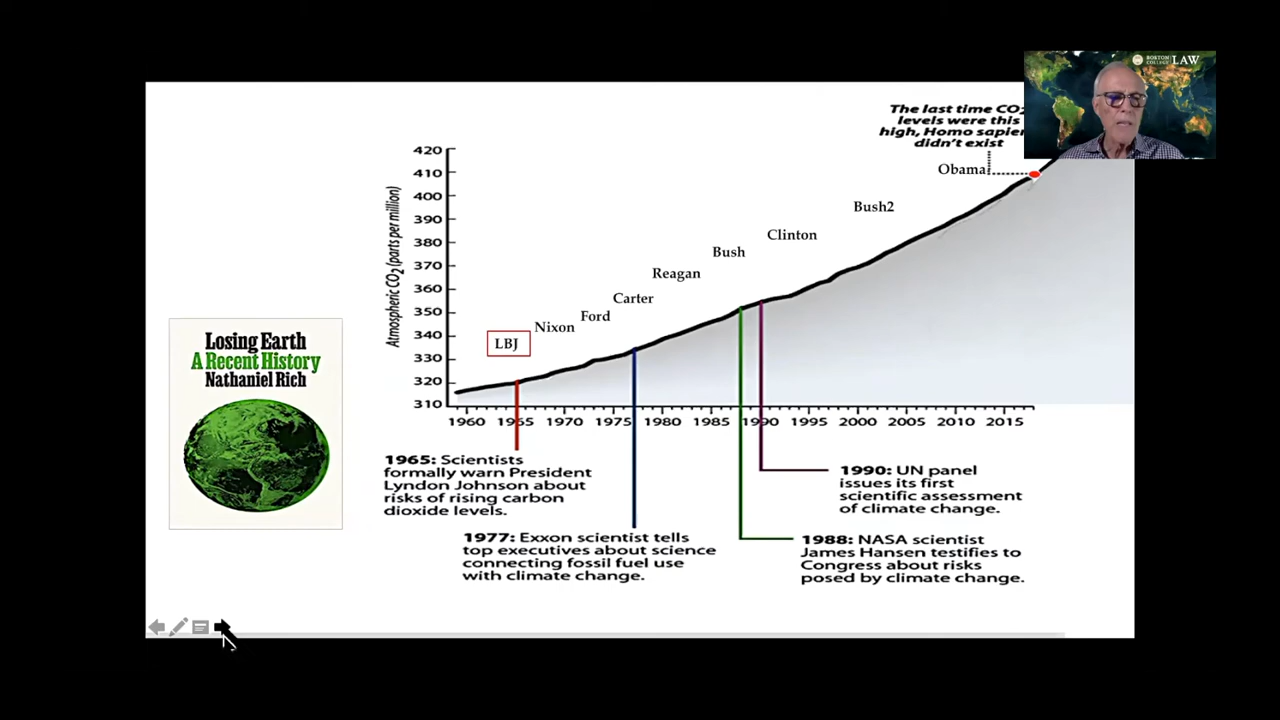 BOSTON COLLEGE LAW
The last time CO2
levels were this
high, Homo sapien
didn't exist
Obama
Bush2
Clinton
Bush
Reagan
Carter
Ford
Nixon
LBJ
Atmospheric CO2 (parts per million)
420
410
400
390
380
370
360
350
340
330
320
310
1960 1965 1970 1975 1980 1985 1990 1995 2000 2005 2010 2015
Losing Earth
A Recent History
Nathaniel Rich
1965: Scientists
formally warn President
Lyndon Johnson about
risks of rising carbon
dioxide levels.
1977: Exxon scientist tells
top executives about science
connecting fossil fuel use
with climate change.
1990: UN panel
issues its first
scientific assessment
of climate change.
1988: NASA scientist
James Hansen testifies to
Congress about risks
posed by climate change.